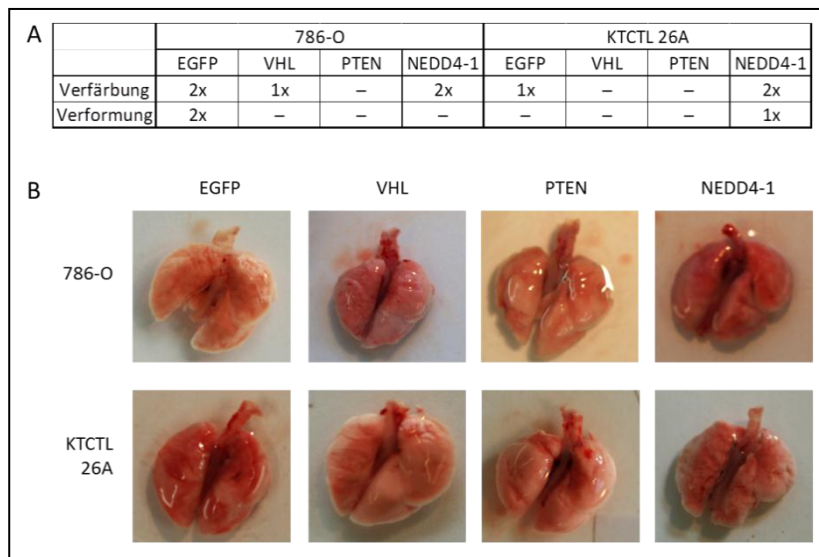 A
786-O KTCTL 26A
EGFP VHL PTEN NEDD4-1 EGFP VHL PTEN NEDD4-1
Verfärbung 2x 1x – 2x 1x – – 2x
Verformung 2x – – – – – – 1x
B
EGFP VHL PTEN NEDD4-1
786-O
KTCTL
26A